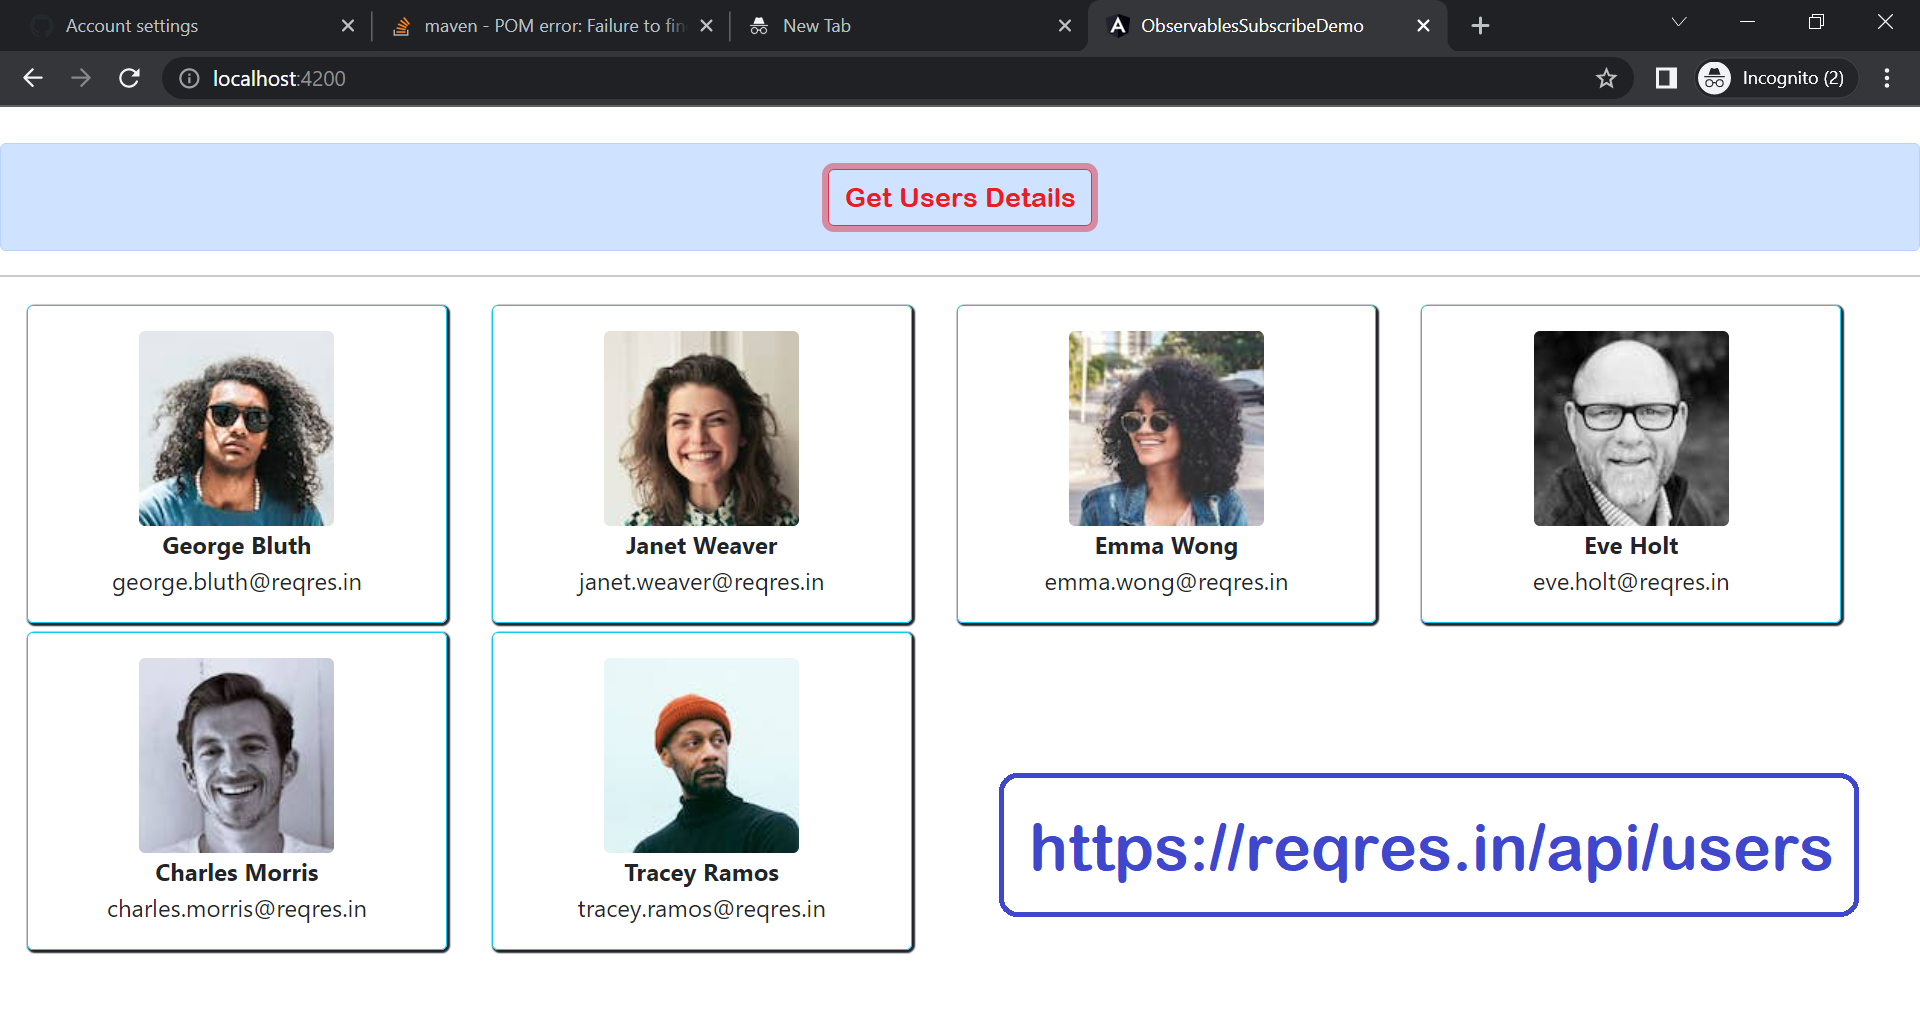 Account settings
maven - POM error: Failure to fin
New Tab
ObservablesSubscribeDemo
localhost:4200
Incognito (2)
Get Users Details
George Bluth
george.bluth@reqres.in
Janet Weaver
janet.weaver@reqres.in
Emma Wong
emma.wong@reqres.in
Eve Holt
eve.holt@reqres.in
Charles Morris
charles.morris@reqres.in
Tracey Ramos
tracey.ramos@reqres.in
https://reqres.in/api/users